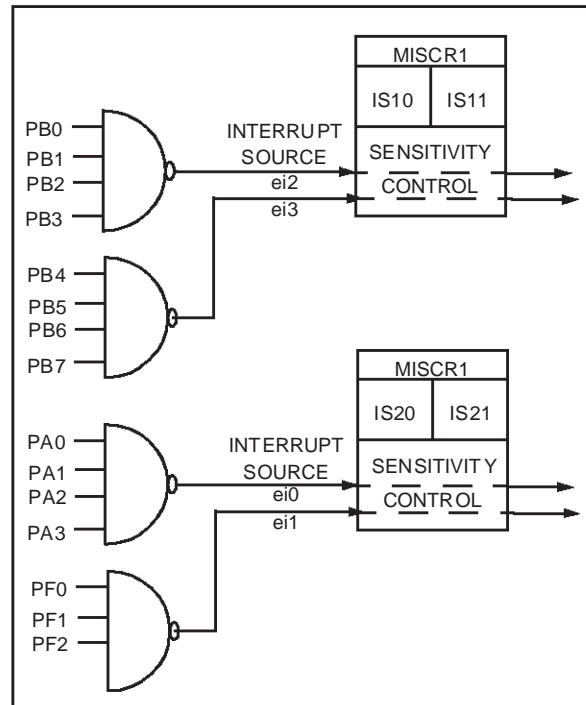 MISCR1
IS10 IS11
PB0
PB1
PB2
PB3
INTERRUPT
SOURCE
ei2
ei3
SENSITIVITY
CONTROL
PB4
PB5
PB6
PB7
MISCR1
IS20 IS21
PA0
PA1
PA2
PA3
INTERRUPT
SOURCE
ei0
ei1
SENSITIVITY
CONTROL
PF0
PF1
PF2